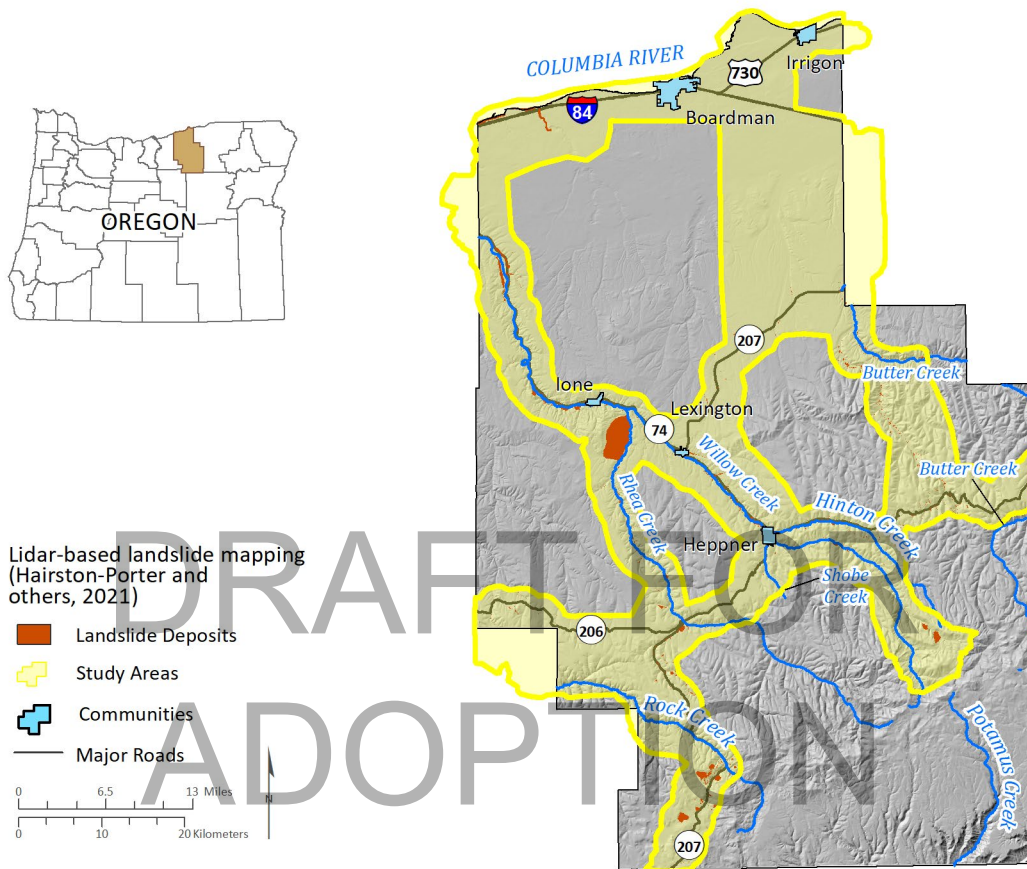 COLUMBIA RIVER
730
Irrigon
84
Boardman
OREGON
207
Butter Creek
Ione
Lexington
74
Willow Creek
Butter Creek
Rhea Creek
Hinton Creek
Heppner
Shobe
Creek
DRAFT FOR
ADOPTION
206
Rock Creek
Potamus Creek
207
Lidar-based landslide mapping
(Hairston-Porter and
others, 2021)
Landslide Deposits
Study Areas
Communities
Major Roads
0 6.5 13 Miles
0 10 20 Kilometers
N